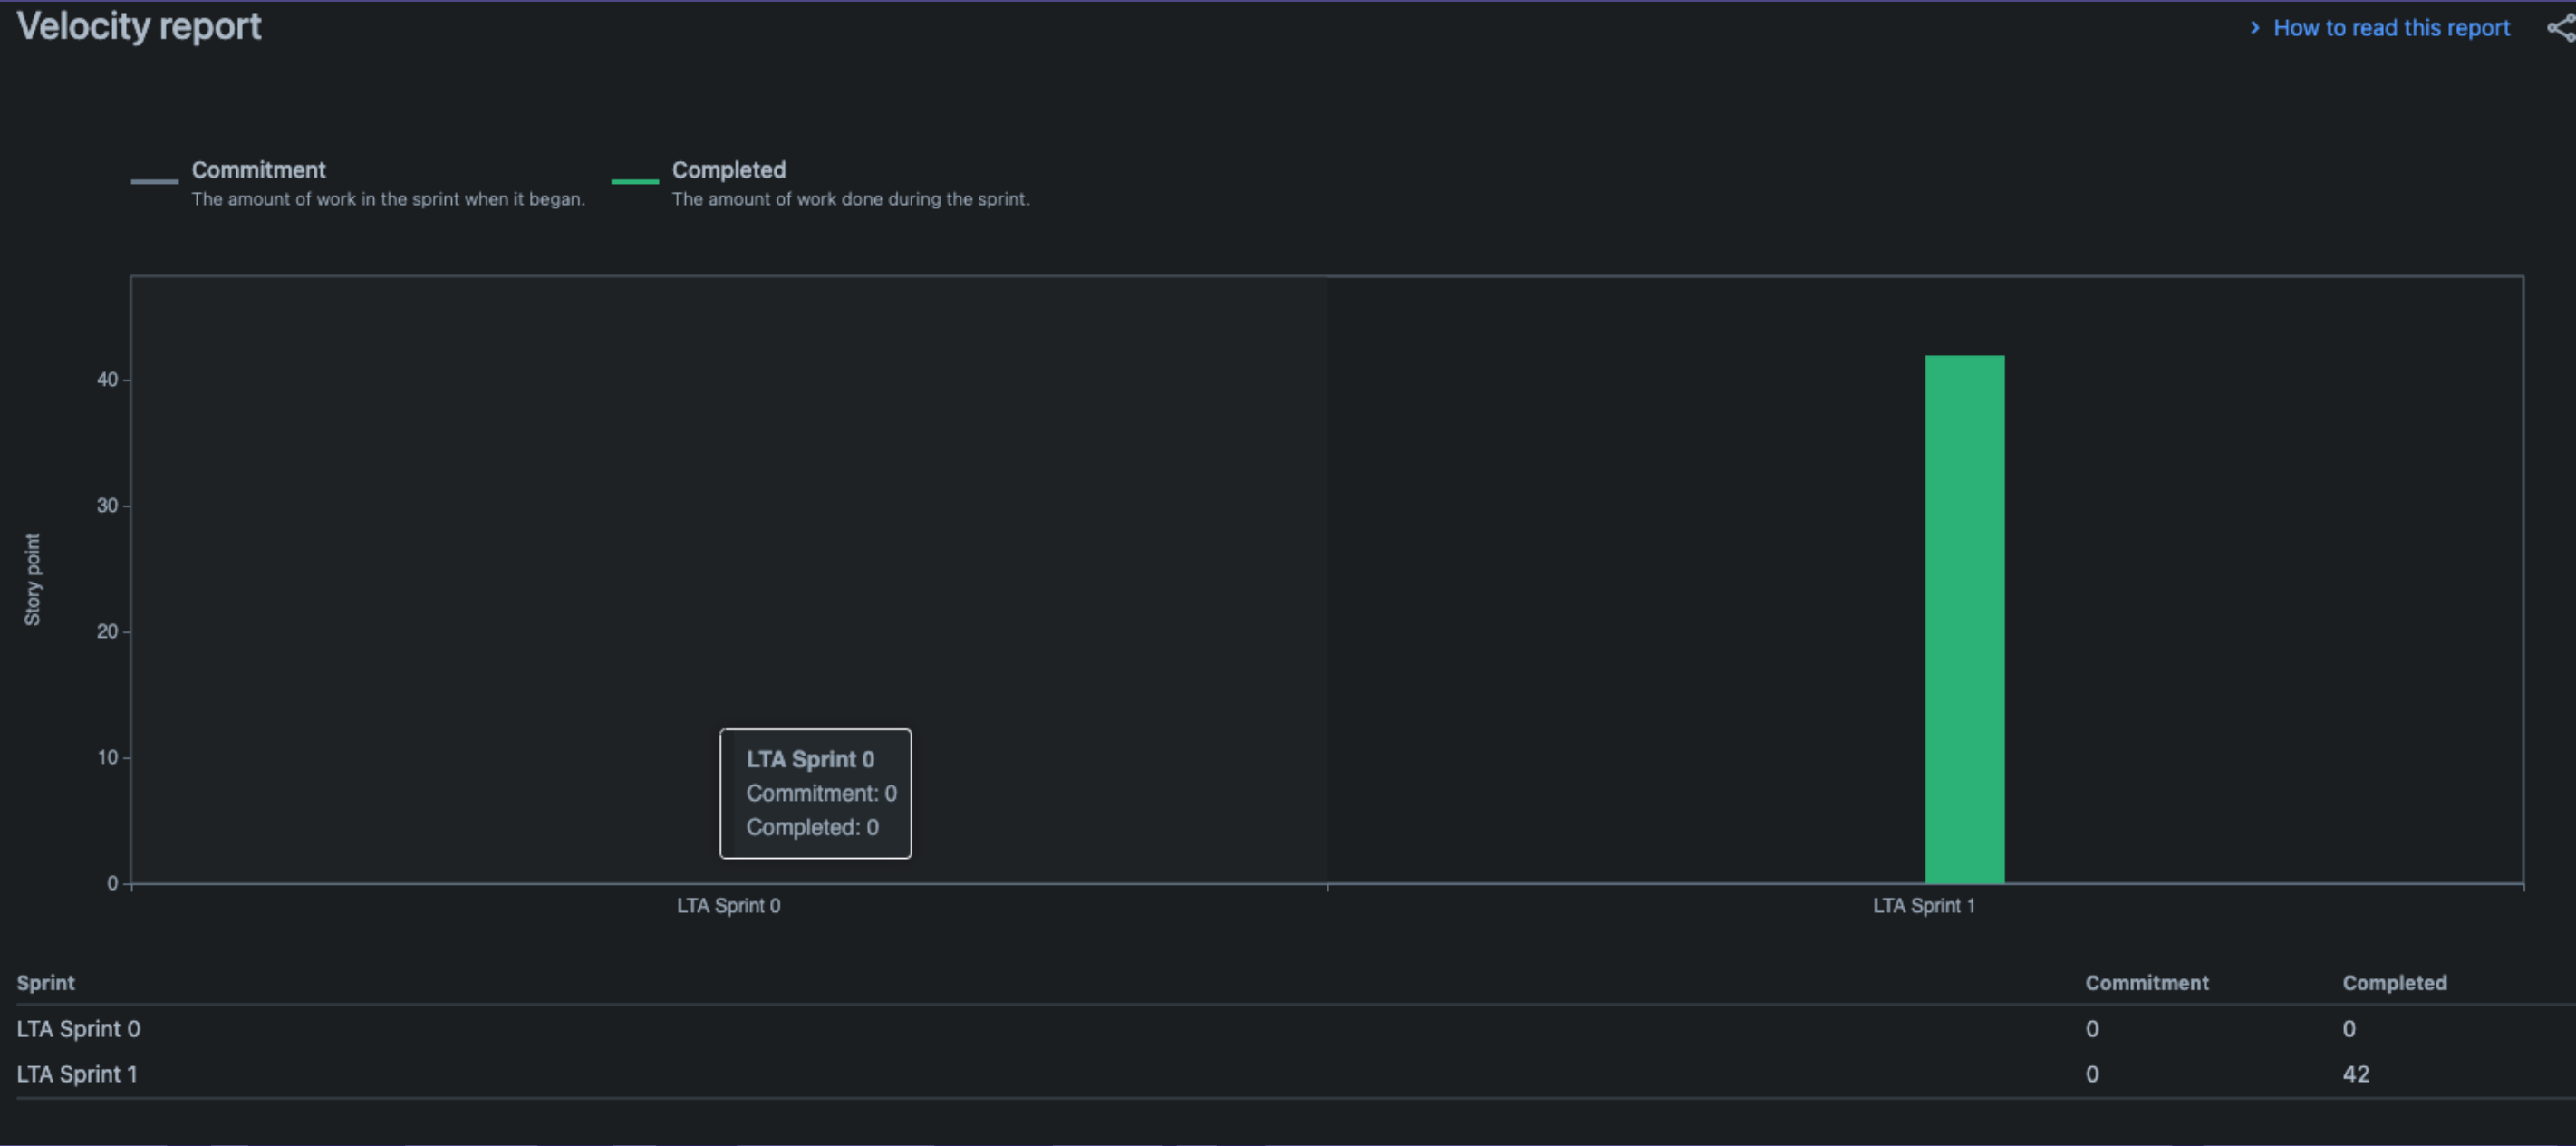 Velocity report
How to read this report
Commitment
The amount of work in the sprint when it began.
Completed
The amount of work done during the sprint.
Story point
40
30
20
10
0
LTA Sprint 0
Commitment: 0
Completed: 0
LTA Sprint 0
LTA Sprint 1
Sprint Commitment Completed
LTA Sprint 0 0 0
LTA Sprint 1 0 42